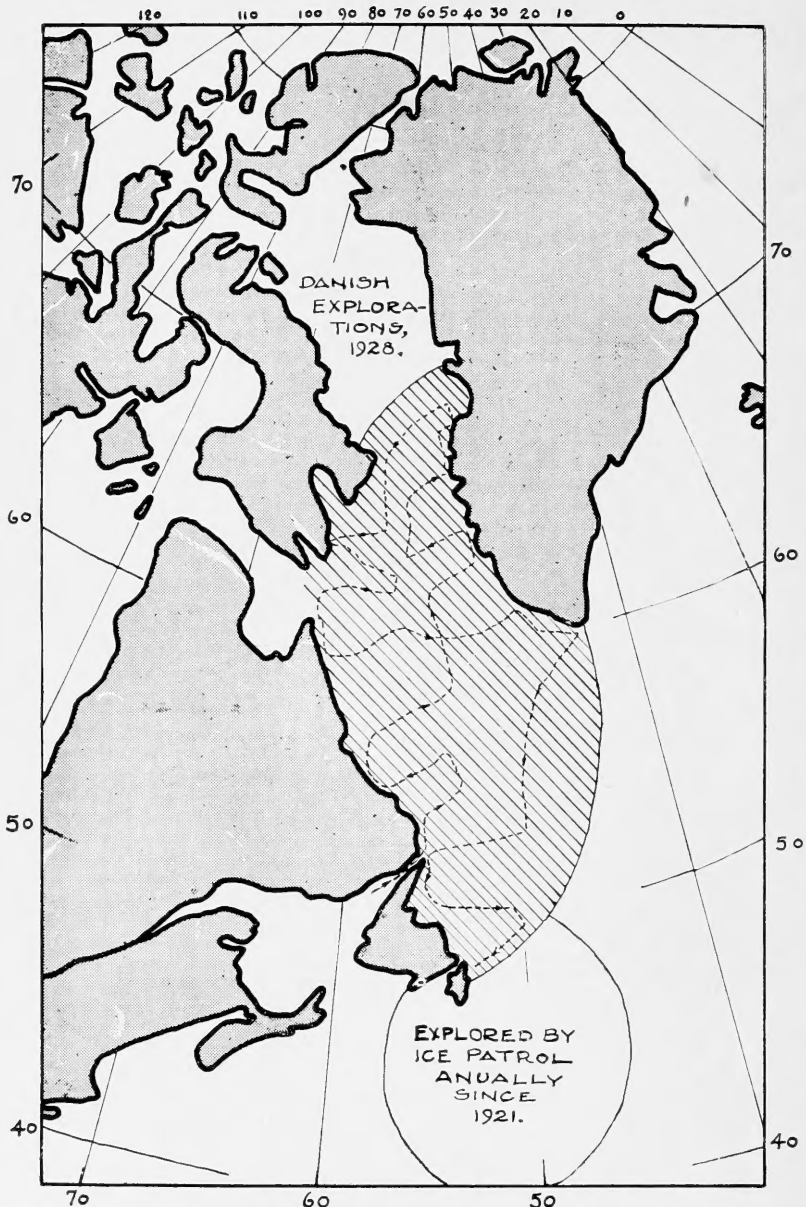 120 110 100 90 80 70 60 50 40 30 20 10 0
70
70
DANISH
EXPLORA-
TIONS,
1928.
60
60
50
50
EXPLORED BY
ICE PATROL
ANUALLY
SINCE
1921.
40
40
70 60 50